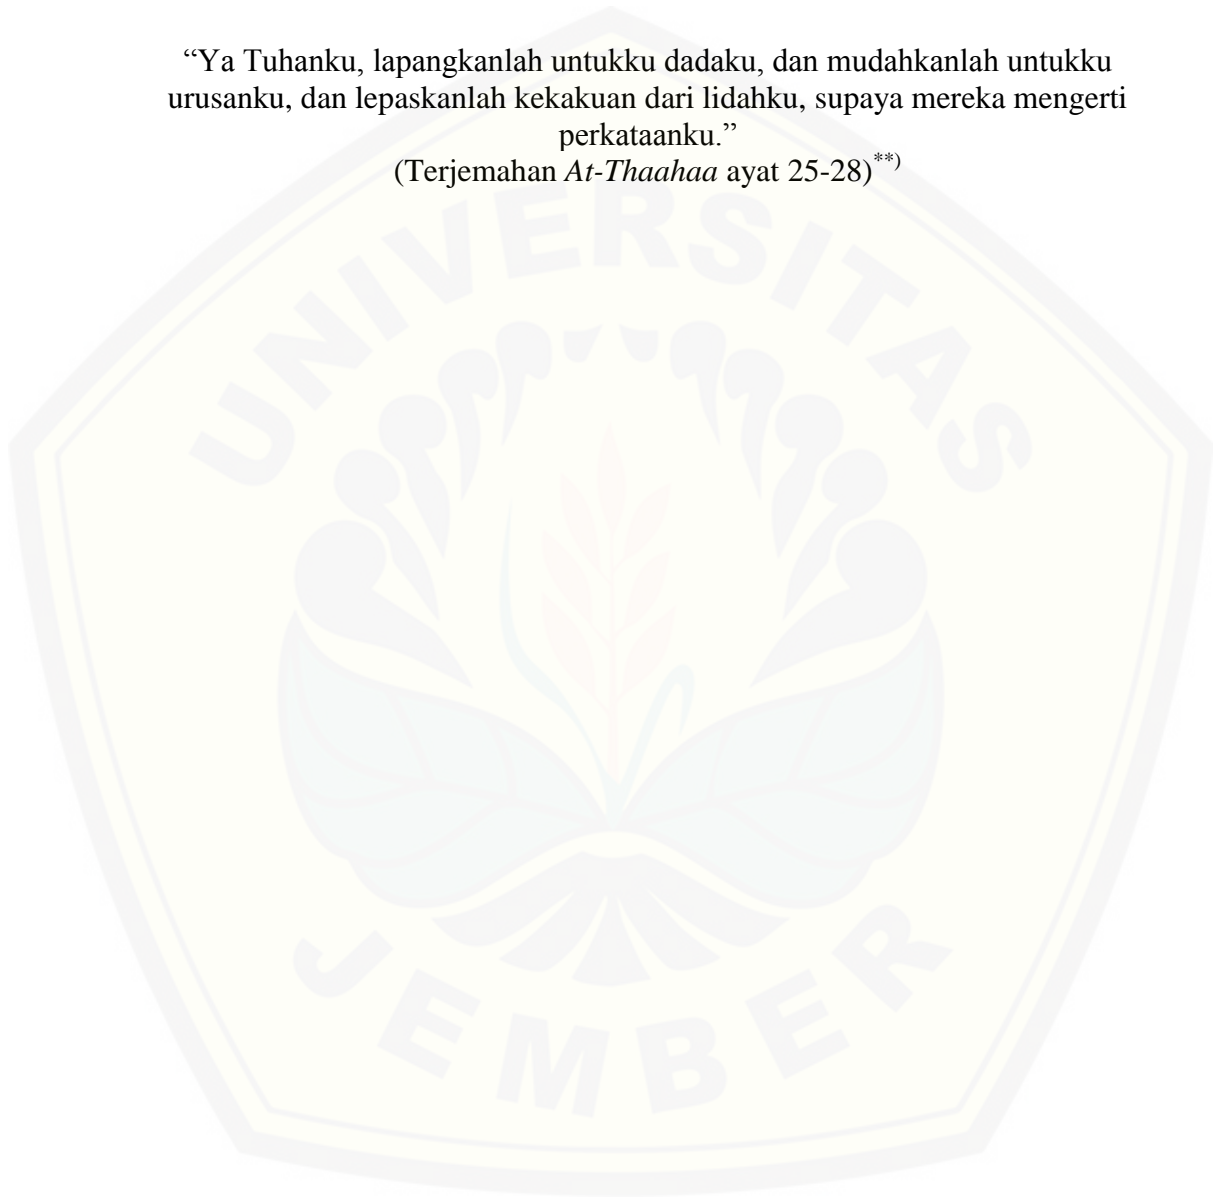 “Ya Tuhanku, lapangkanlah untukku dadaku, dan mudahkanlah untukku
urusanku, dan lepaskanlah kekakuan dari lidahku, supaya mereka mengerti
perkataanku.”
(Terjemahan At-Thaahaa ayat 25-28)**)
UNIVERSITAS
JEMBER